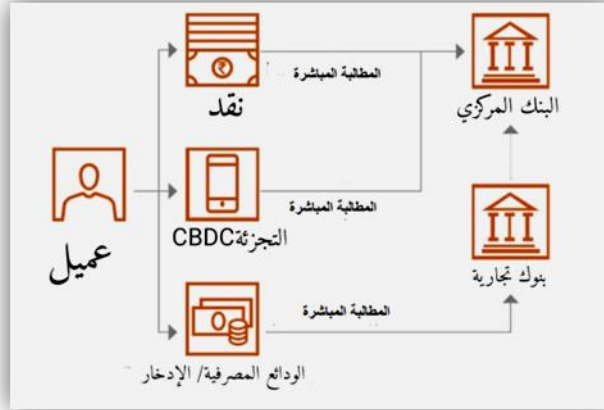 المطالبة المباشرة
نقد
البنك المركزي
المطالبة المباشرة
التجزئةCBDC
عميل
بنوك تجارية
المطالبة المباشرة
الودائع المصرفية/ الإدخار